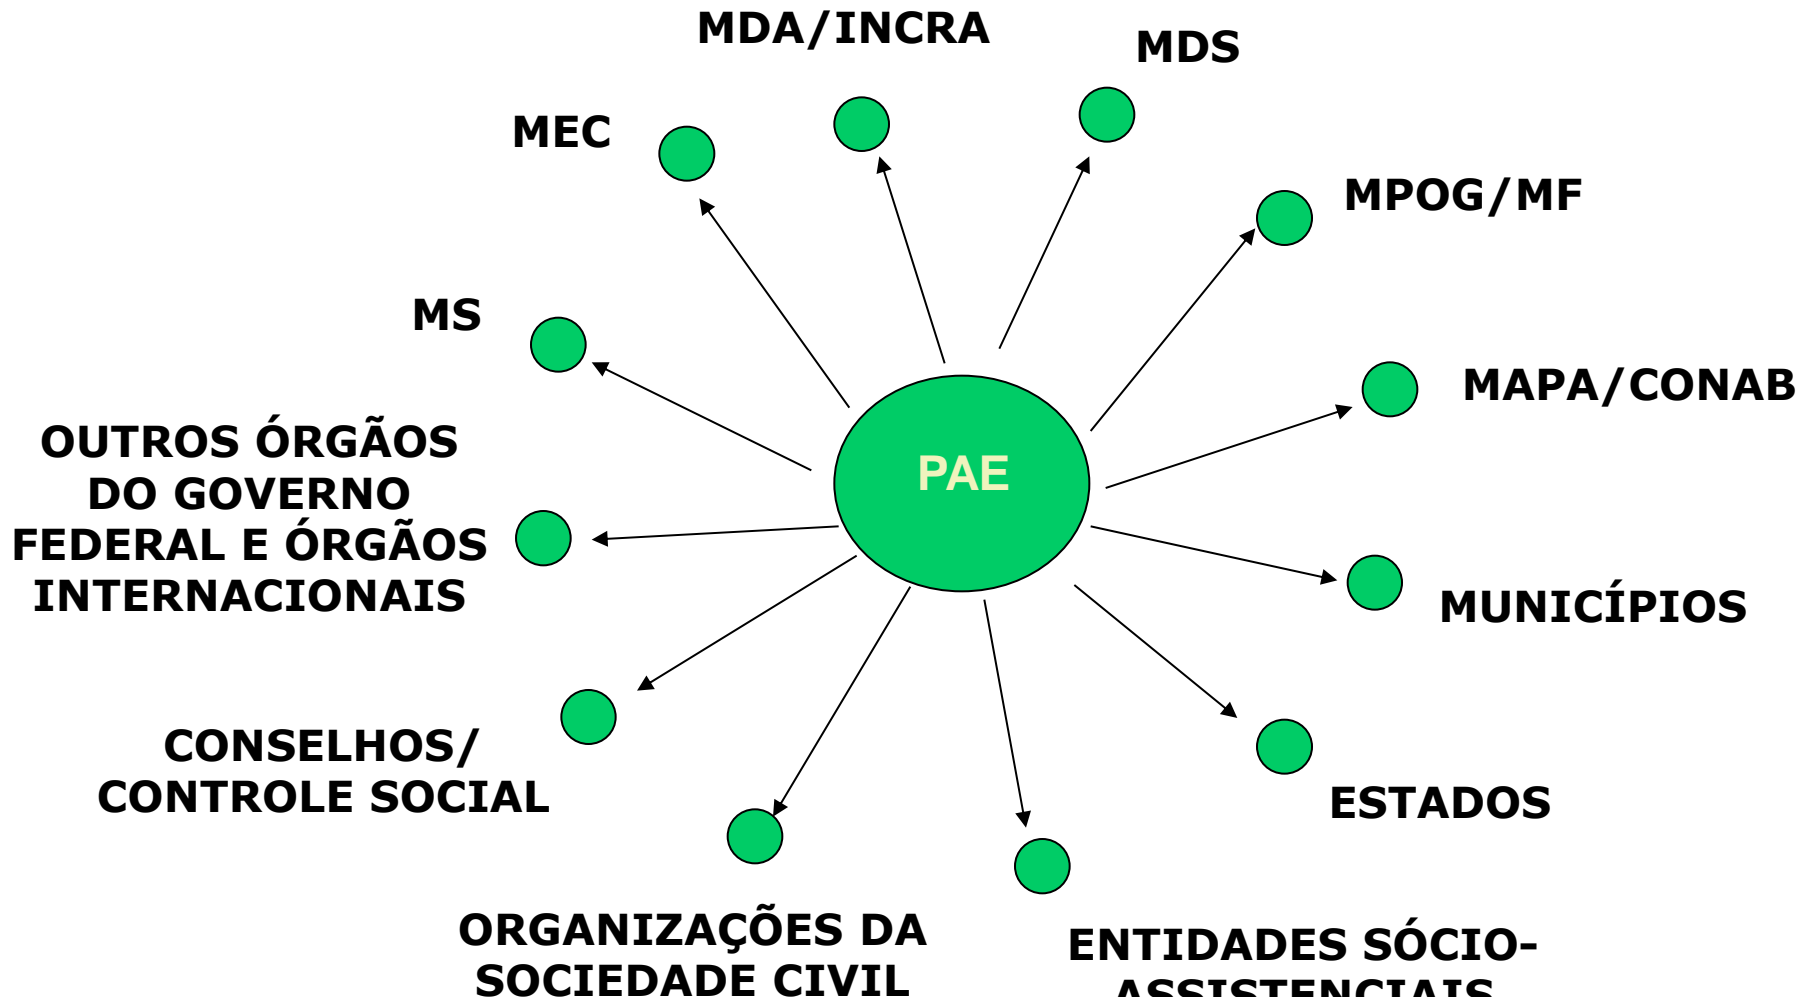 MDA/INCRA
MDS
MEC
MPOG/MF
MS
MAPA/CONAB
OUTROS ÓRGÃOS
DO GOVERNO
FEDERAL E ÓRGÃOS
INTERNACIONAIS
PAE
MUNICÍPIOS
CONSELHOS/
CONTROLE SOCIAL
ESTADOS
ORGANIZAÇÕES DA
SOCIEDADE CIVIL
ENTIDADES SÓCIO-
ASSISTENCIAIS